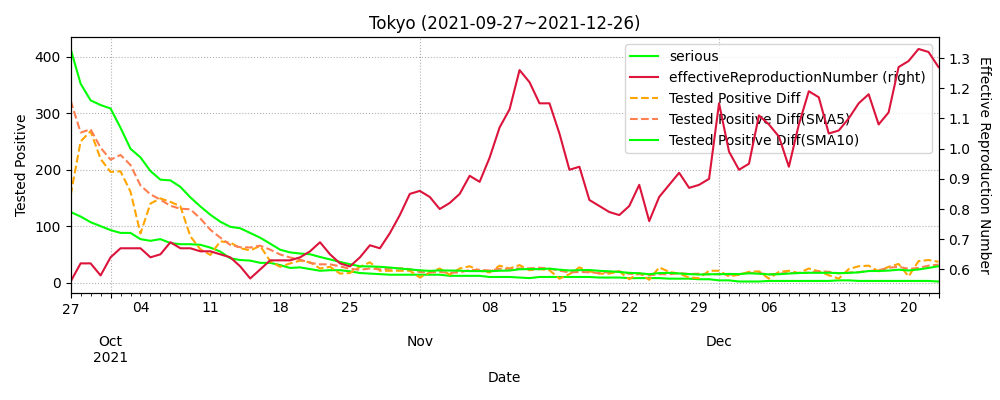 Tokyo (2021-09-27~2021-12-26)
serious
effectiveReproductionNumber (right)
Tested Positive Diff
Tested Positive Diff(SMA5)
Tested Positive Diff(SMA10)
Tested Positive
400
300
200
100
0
1.3
1.2
1.1
1.0
0.9
0.8
0.7
0.6
Effective Reproduction Number
27 04 11 18 25 08 15 22 29 06 13 20
Oct Nov Dec
2021
Date